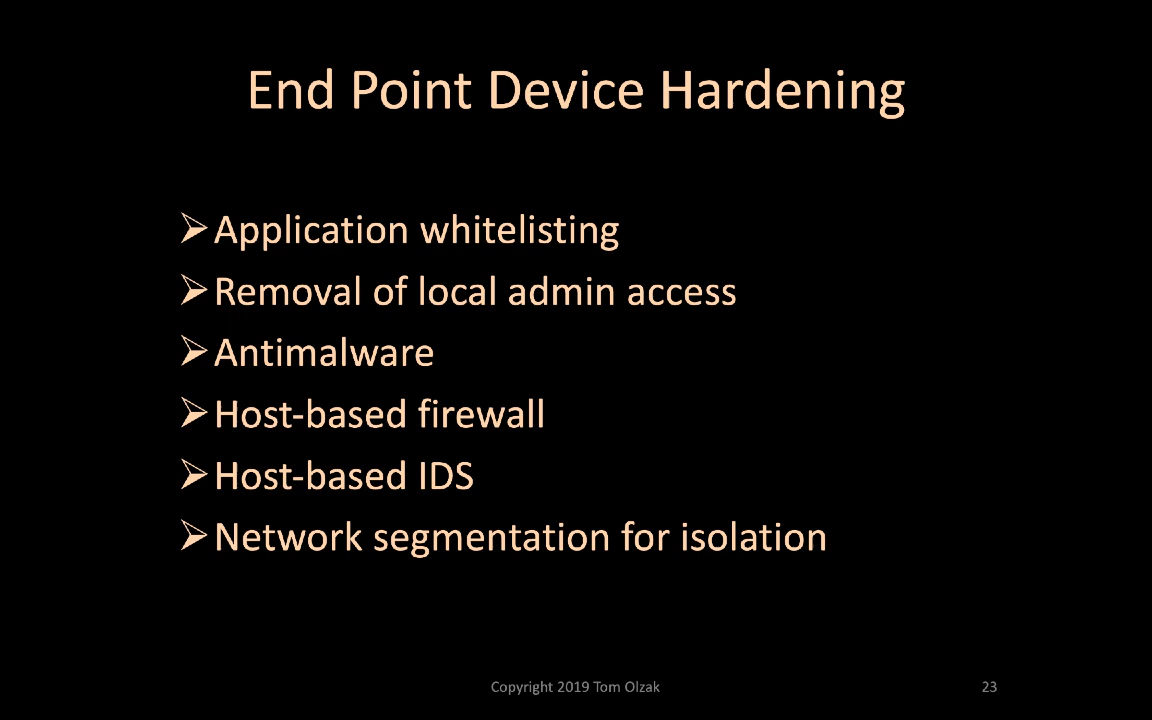 End Point Device Hardening
➢Application whitelisting
➢Removal of local admin access
➢Antimalware
➢Host-based firewall
➢Host-based IDS
➢Network segmentation for isolation
Copyright 2019 Tom Olzak
23